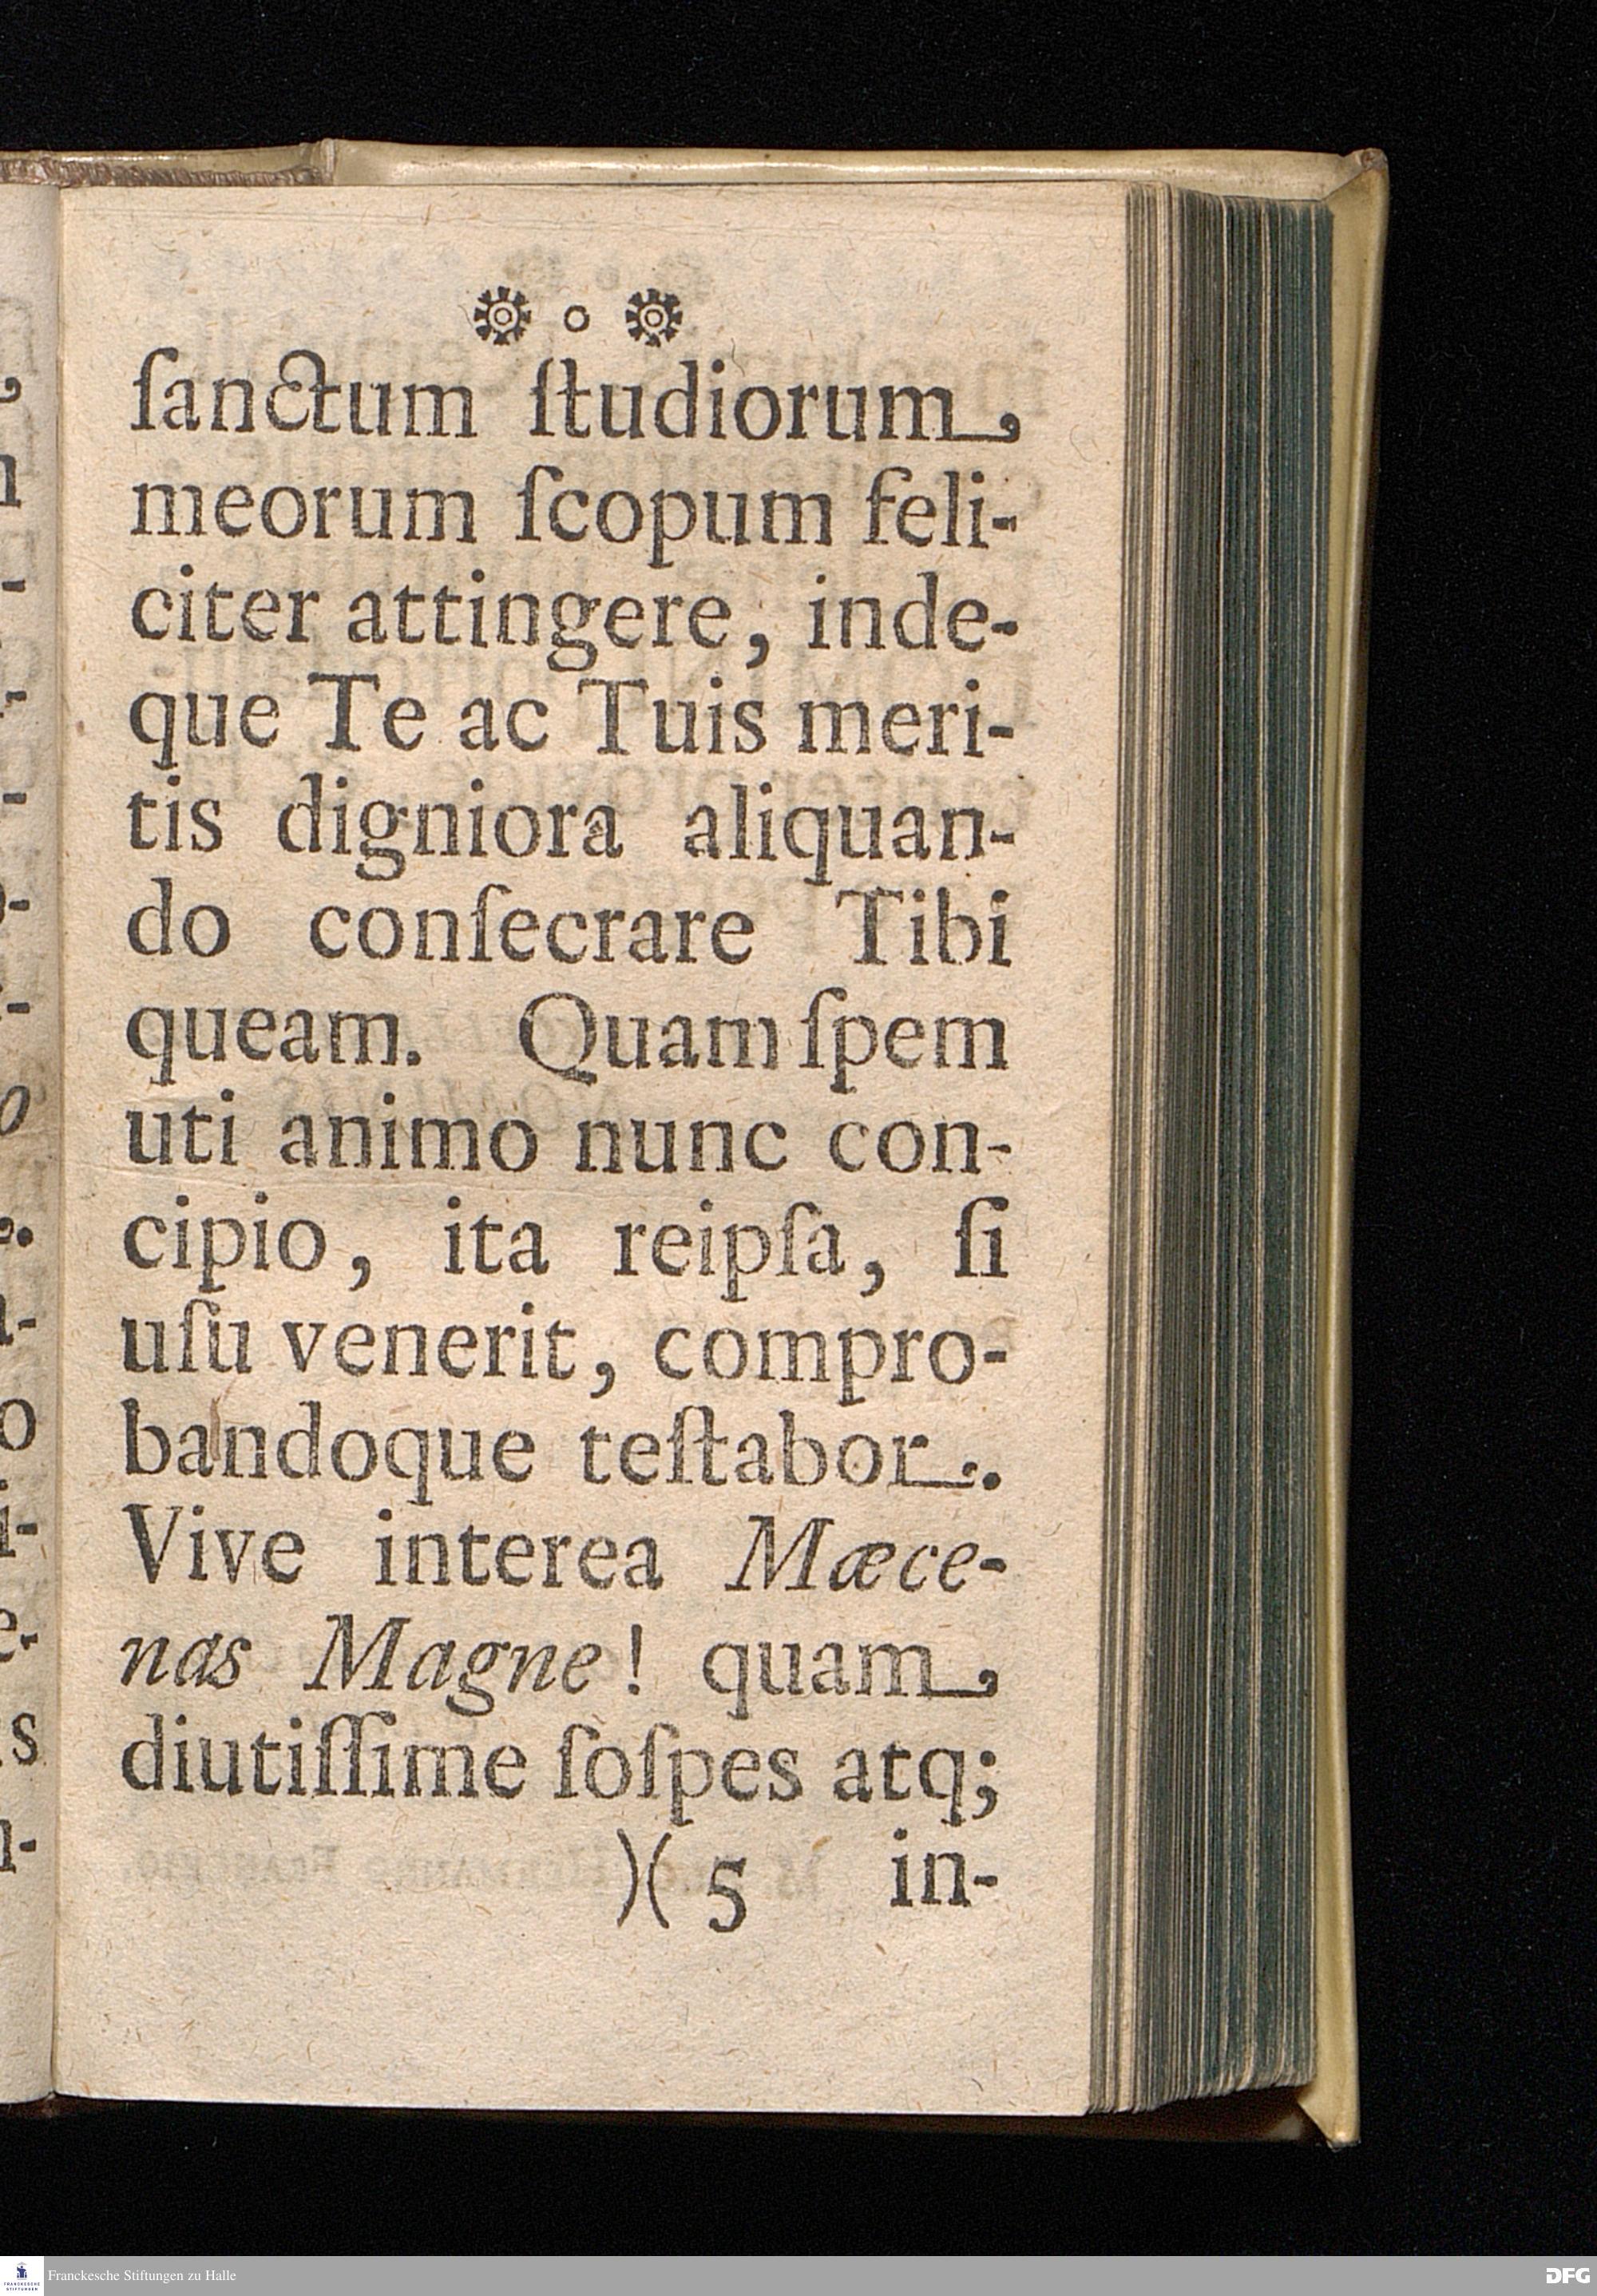 ſanctum ſtudiorum
meorum ſcopum feli-
citer attingere, inde-
que Te ac Tuis meri-
tis digniora aliquan-
do conſecrare Tibi
queam. Quam ſpem
uti animo nunc con-
cipio, ita reipſa, ſi
uſu venerit, compro-
bandoque teſtabor.
Vive interea Mæce-
nas Magne! quam
diutiſſime ſoſpes atq;
)( 5 in-
Franckesche Stiftungen zu Halle
DFG